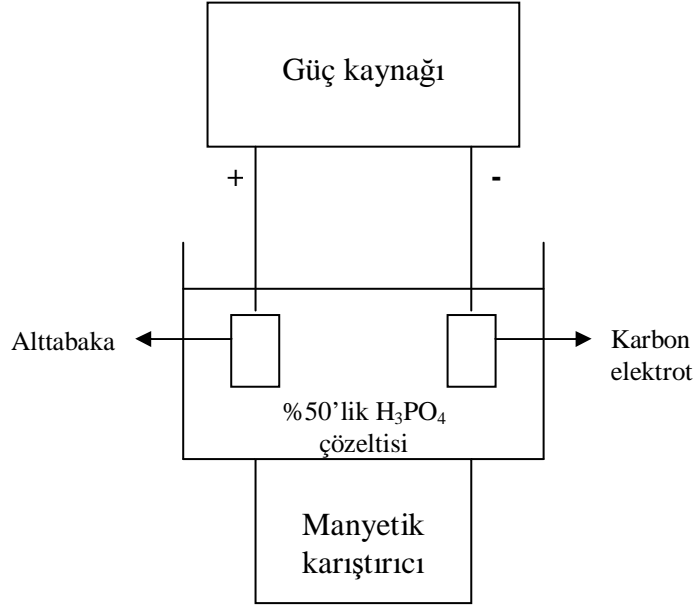 Güç kaynağı
+
-
Alttabaka
Karbon
elektrot
%50’lik H₃PO₄
çözeltisi
Manyetik
karıştırıcı